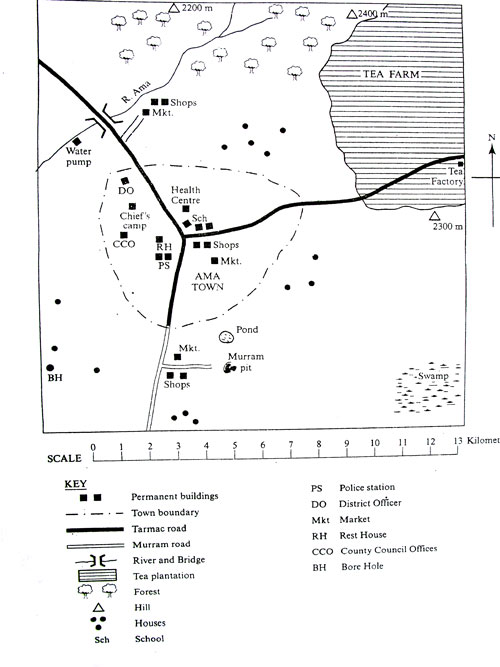 2200 m
2400 m
TEA FARM
R. Ama
Shops
Mkt.
N
Water
pump
Tea
Factory
DO
Health
Centre
Chief's
camp
Sch
2300 m
CCO
RH
Shops
PS
Mkt.
AMA
TOWN
Pond
Mkt.
Murram
pit
BH
Shops
Swamp
SCALE 0 1 2 3 4 5 6 7 8 9 10 11 12 13 Kilomet
KEY
Permanent buildings
Town boundary
Tarmac road
Murram road
River and Bridge
Tea plantation
Forest
Hill
Houses
Sch School
PS Police station
DO District Officer
Mkt Market
RH Rest House
CCO County Council Offices
BH Bore Hole